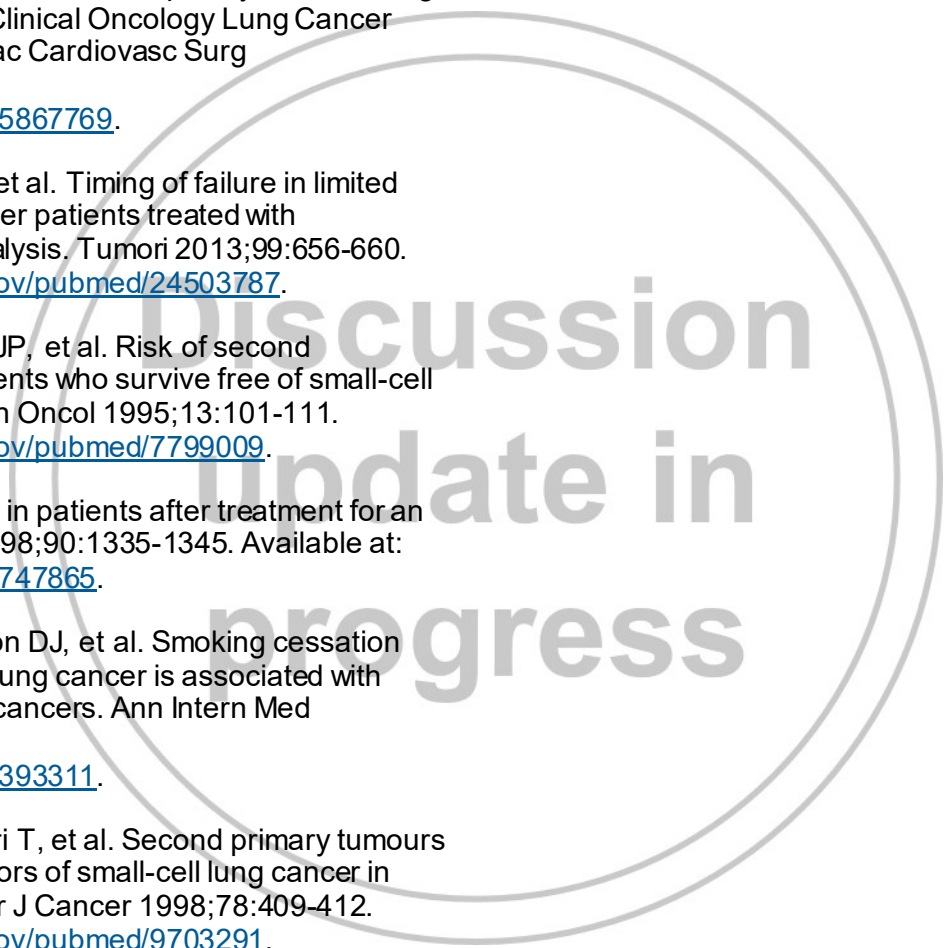 Clinical Oncology Lung Cancer
ac Cardiovasc Surg
5867769.
et al. Timing of failure in limited
er patients treated with
alysis. Tumori 2013;99:656-660.
ov/pubmed/24503787.
JP, et al. Risk of second
ents who survive free of small-cell
n Oncol 1995;13:101-111.
ov/pubmed/7799009.
in patients after treatment for an
98;90:1335-1345. Available at:
747865.
on DJ, et al. Smoking cessation
ung cancer is associated with
cancers. Ann Intern Med
393311.
ri T, et al. Second primary tumours
ors of small-cell lung cancer in
r J Cancer 1998;78:409-412.
ov/pubmed/9703291.
Discussion
update in
progress